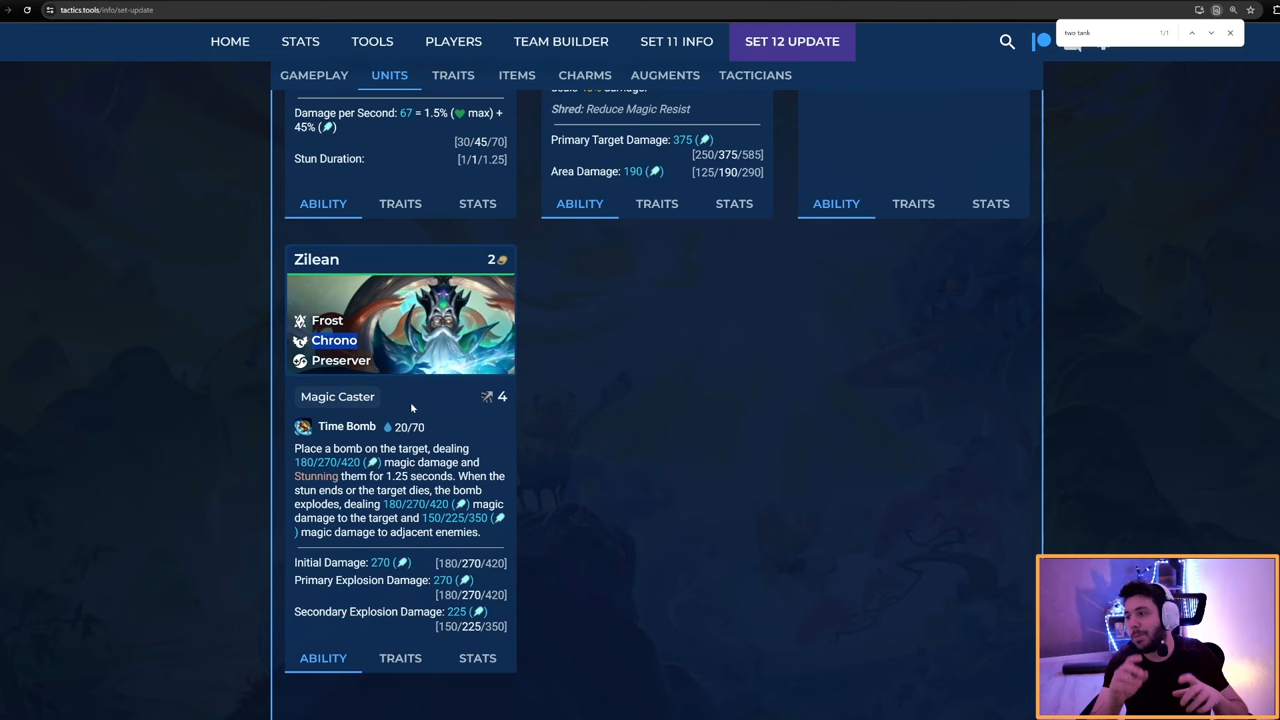 tactics.tools/info/set-update
two tank
1/1
HOME
STATS
TOOLS
PLAYERS
TEAM BUILDER
SET 11 INFO
SET 12 UPDATE
GAMEPLAY
UNITS
TRAITS
ITEMS
CHARMS
AUGMENTS
TACTICIANS
Damage per Second: 67 = 1.5% ( max) +
45% ( )
[30/45/70]
Stun Duration:
[1/1/1.25]
ABILITY
TRAITS
STATS
Shred: Reduce Magic Resist
Primary Target Damage: 375 ( )
[250/375/585]
Area Damage: 190 ( )
[125/190/290]
ABILITY
TRAITS
STATS
ABILITY
TRAITS
STATS
Zilean
2
Frost
Chrono
Preserver
Magic Caster
4
Time Bomb
20/70
Place a bomb on the target, dealing
180/270/420 ( ) magic damage and
Stunning them for 1.25 seconds. When the
stun ends or the target dies, the bomb
explodes, dealing 180/270/420 ( ) magic
damage to the target and 150/225/350 (
) magic damage to adjacent enemies.
Initial Damage: 270 ( )
[180/270/420]
Primary Explosion Damage: 270 ( )
[180/270/420]
Secondary Explosion Damage: 225 ( )
[150/225/350]
ABILITY
TRAITS
STATS